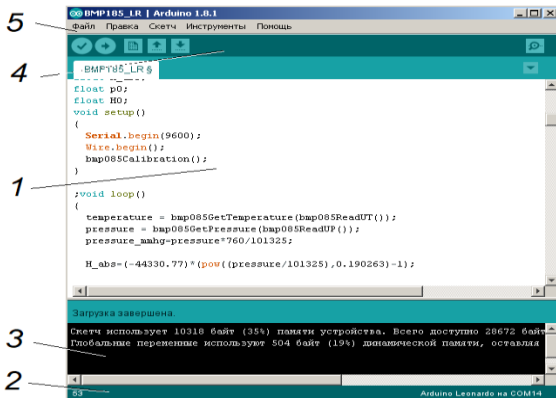 BMP185_LR | Arduino 1.8.1
5
Файл Правка Скетч Инструменты Помощь
4
BMP185_LR §
float p0;
float H0;
void setup()
{
Serial.begin(9600);
Wire.begin();
bmp085Calibration();
1
}
;void loop()
{
temperature = bmp085GetTemperature(bmp085ReadUT());
pressure = bmp085GetPressure(bmp085ReadUP());
pressure_mmhg=pressure*760/101325;
H_abs=(-44330.77)*(pow((pressure/101325),0.190263)-1);
Загрузка завершена.
Скетч использует 10318 байт (35%) памяти устройства. Всего доступно 28672 байт
3
Глобальные переменные используют 504 байт (19%) динамической памяти, оставляя
2
53
Arduino Leonardo на COM14